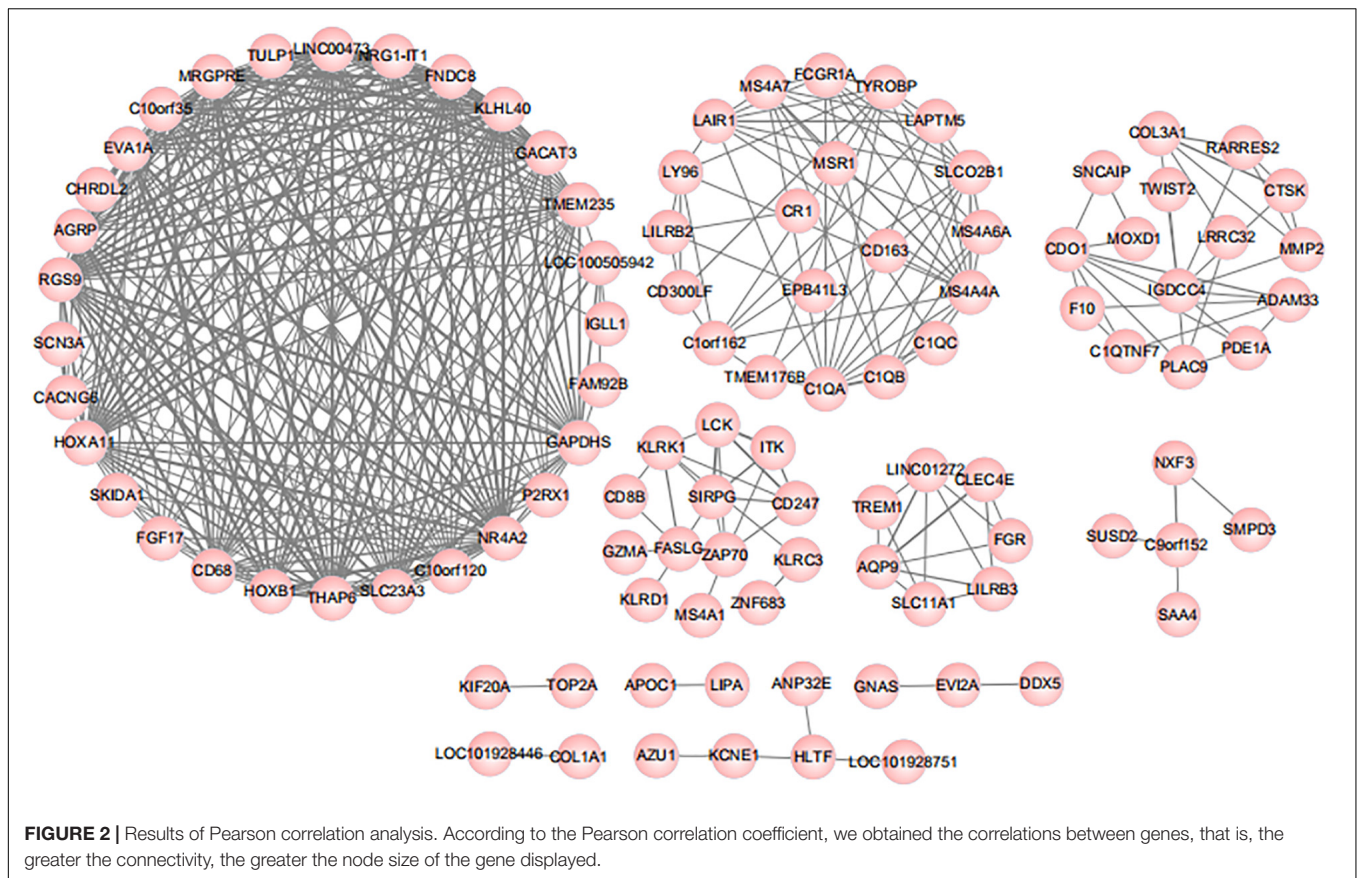 LINC00473
NRG1-IT1
TULP1
FNDC8
MRGPRE
KLHL40
C10orf35
GACAT3
EVA1A
TMEM235
CHRDL2
LOC100505942
AGRP
IGLL1
RGS9
FAM92B
SCN3A
GAPDHS
CACNG6
P2RX1
HOXA11
NR4A2
SKIDA1
C10orf120
FGF17
SLC23A3
CD68
THAP6
HOXB1
FCGR1A
MS4A7
TYROBP
LAIR1
LAPTM5
MSR1
LY96
SLCO2B1
CR1
LILRB2
MS4A6A
CD163
CD300LF
EPB41L3
MS4A4A
C1orf162
C1QC
TMEM176B
C1QA
C1QB
COL3A1
RARRES2
SNCAIP
TWIST2
CTSK
CDO1
MOXD1
LRRC32
MMP2
IGDCC4
F10
ADAM33
C1QTNF7
PLAC9
PDE1A
LCK
KLRK1
ITK
CD8B
SIRPG
CD247
GZMA
FASLG
ZAP70
KLRC3
KLRD1
MS4A1
ZNF683
LINC01272
CLEC4E
TREM1
FGR
AQP9
SLC11A1
LILRB3
NXF3
SUSD2
C9orf152
SMPD3
SAA4
KIF20A
TOP2A
APOC1
LIPA
ANP32E
GNAS
EVI2A
DDX5
LOC101928446
COL1A1
AZU1
KCNE1
HLTF
LOC101928751
FIGURE 2 | Results of Pearson correlation analysis. According to the Pearson correlation coefficient, we obtained the correlations between genes, that is, the
greater the connectivity, the greater the node size of the gene displayed.